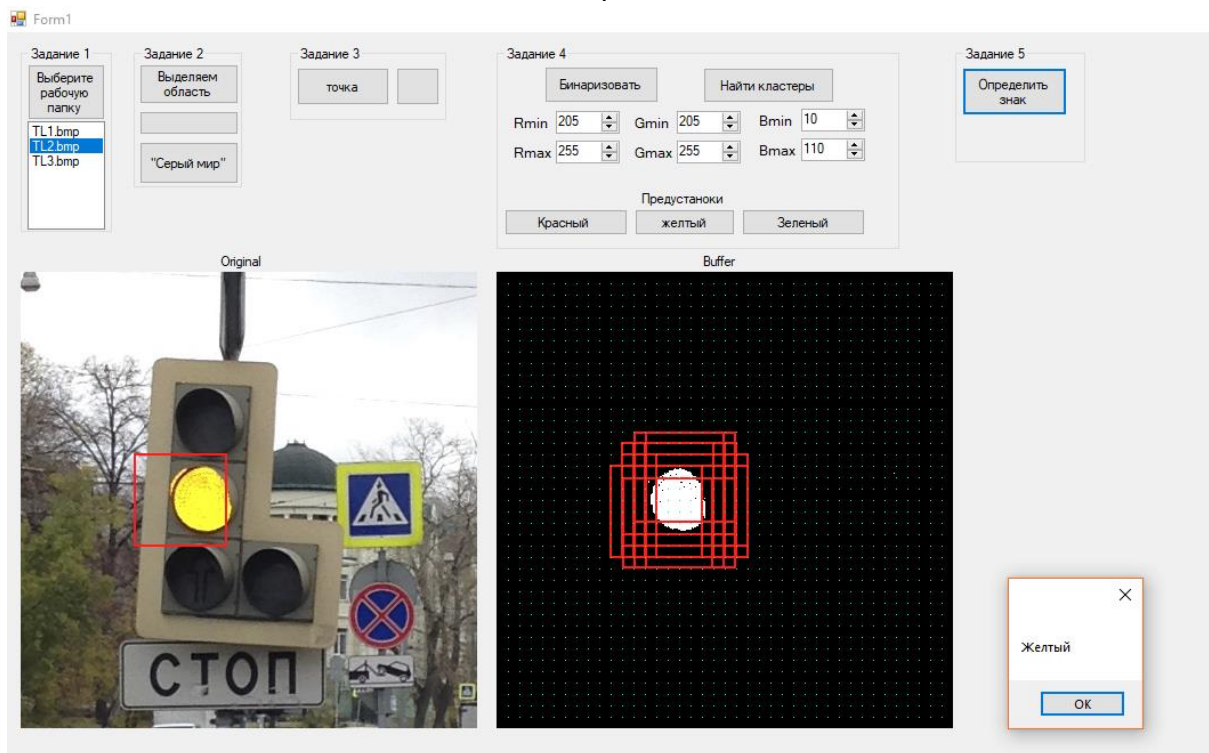 Form1
Задание 1
Выберите
рабочую
папку
TL1.bmp
TL2.bmp
TL3.bmp
Задание 2
Выделяем
область
"Серый мир"
Задание 3
точка
Задание 4
Бинаризовать
Найти кластеры
Rmin 205 Gmin 205 Bmin 10
Rmax 255 Gmax 255 Bmax 110
Предустаноки
Красный желтый Зеленый
Задание 5
Определить
знак
Original
Buffer
СТОП
Желтый
OK